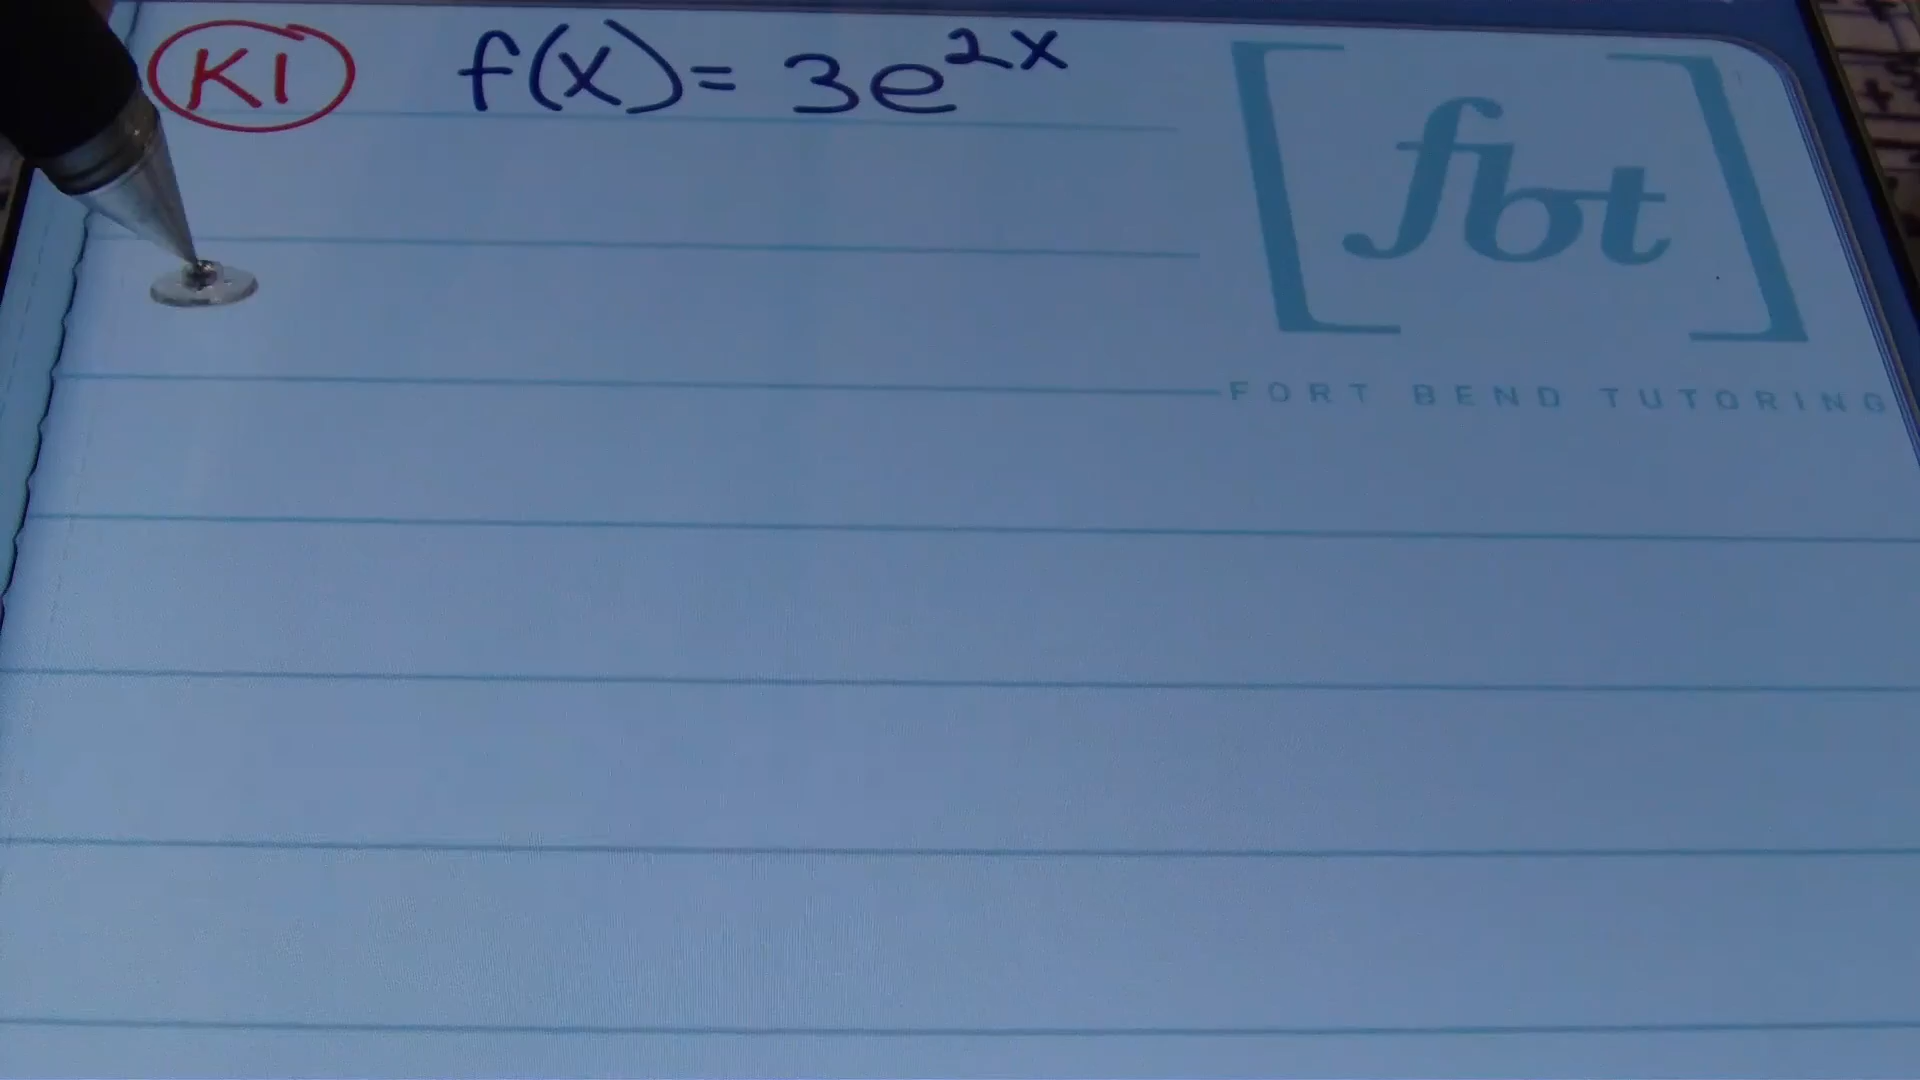 K1 f(x)= 3e^2x
fbt
FORT BEND TUTORING